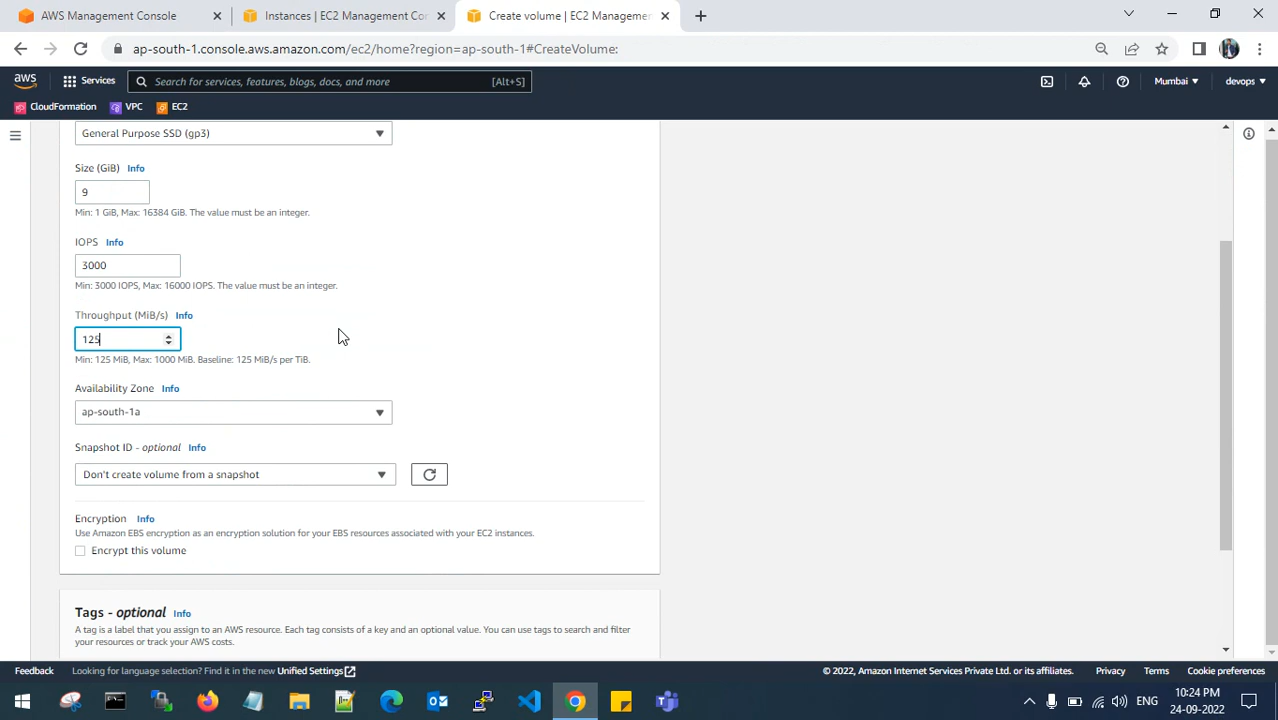 AWS Management Console
Instances | EC2 Management Con
Create volume | EC2 Managemen
ap-south-1.console.aws.amazon.com/ec2/home?region=ap-south-1#CreateVolume:
aws
Services
Search for services, features, blogs, docs, and more
[Alt+S]
Mumbai
devops
CloudFormation
VPC
EC2
General Purpose SSD (gp3)
Size (GiB) Info
9
Min: 1 GiB, Max: 16384 GiB. The value must be an integer.
IOPS Info
3000
Min: 3000 IOPS, Max: 16000 IOPS. The value must be an integer.
Throughput (MiB/s) Info
125
Min: 125 MiB, Max: 1000 MiB. Baseline: 125 MiB/s per TiB.
Availability Zone Info
ap-south-1a
Snapshot ID - optional Info
Don't create volume from a snapshot
Encryption Info
Use Amazon EBS encryption as an encryption solution for your EBS resources associated with your EC2 instances.
Encrypt this volume
Tags - optional Info
A tag is a label that you assign to an AWS resource. Each tag consists of a key and an optional value. You can use tags to search and filter
your resources or track your AWS costs.
Feedback
Looking for language selection? Find it in the new Unified Settings
© 2022, Amazon Internet Services Private Ltd. or its affiliates.
Privacy
Terms
Cookie preferences
ENG
10:24 PM
24-09-2022